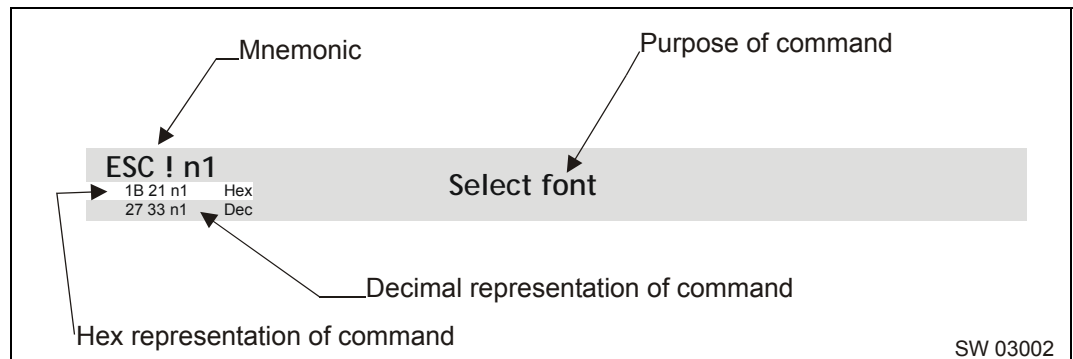 Mnemonic
Purpose of command
ESC ! n1
Select font
1B 21 n1 Hex
27 33 n1 Dec
Decimal representation of command
Hex representation of command
SW 03002